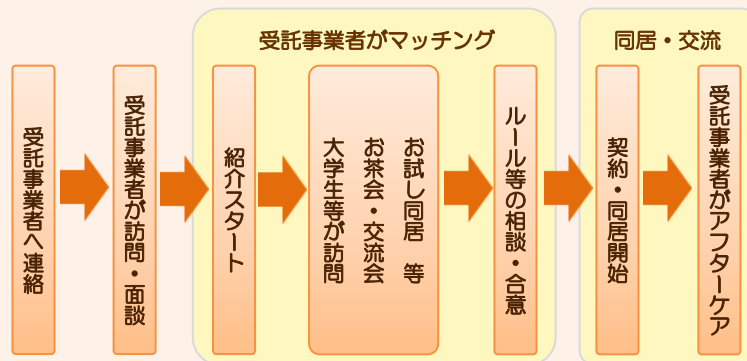 受託事業者へ連絡
受託事業者が訪問・面談
受託事業者がマッチング
紹介スタート
大学生等が訪問
お茶会・交流会
お試し同居　等
ルール等の相談・合意
同居・交流
契約・同居開始
受託事業者がアフターケア